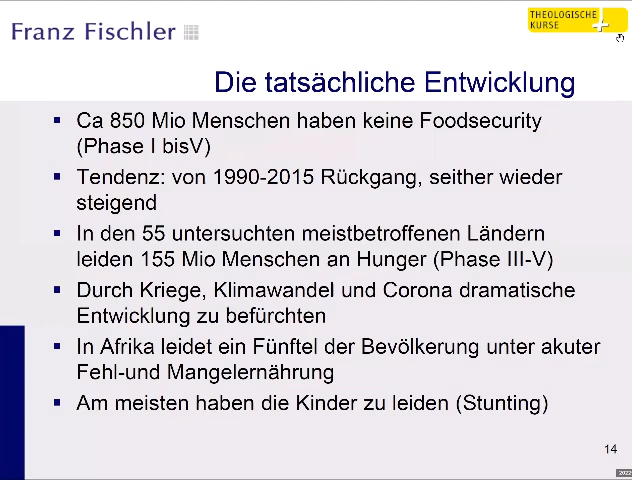 Franz Fischler
THEOLOGISCHE
KURSE
Die tatsächliche Entwicklung
Ca 850 Mio Menschen haben keine Foodsecurity
(Phase I bisV)
Tendenz: von 1990-2015 Rückgang, seither wieder
steigend
In den 55 untersuchten meistbetroffenen Ländern
leiden 155 Mio Menschen an Hunger (Phase III-V)
Durch Kriege, Klimawandel und Corona dramatische
Entwicklung zu befürchten
In Afrika leidet ein Fünftel der Bevölkerung unter akuter
Fehl-und Mangelernährung
Am meisten haben die Kinder zu leiden (Stunting)
14